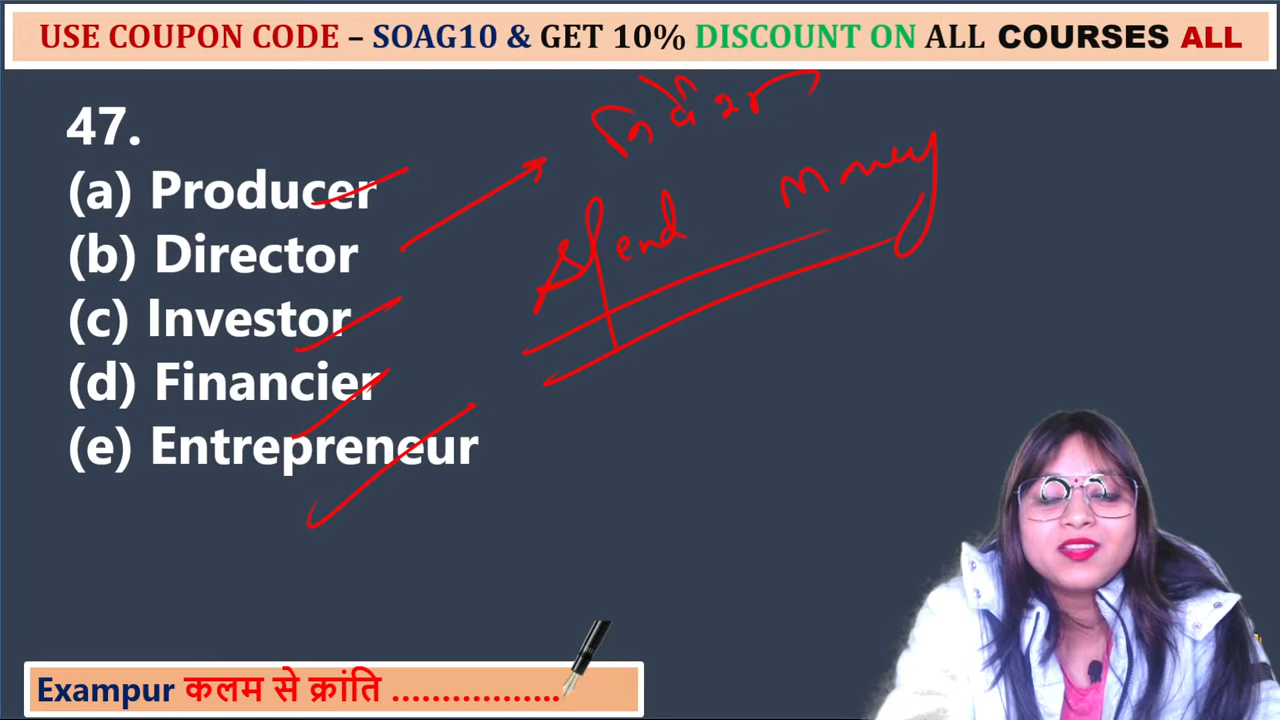 USE COUPON CODE – SOAG10 & GET 10% DISCOUNT ON ALL COURSES ALL
47.
(a) Producer
(b) Director
(c) Investor
(d) Financier
(e) Entrepreneur
Spend Money
Exampur कलम से क्रांति ……………..